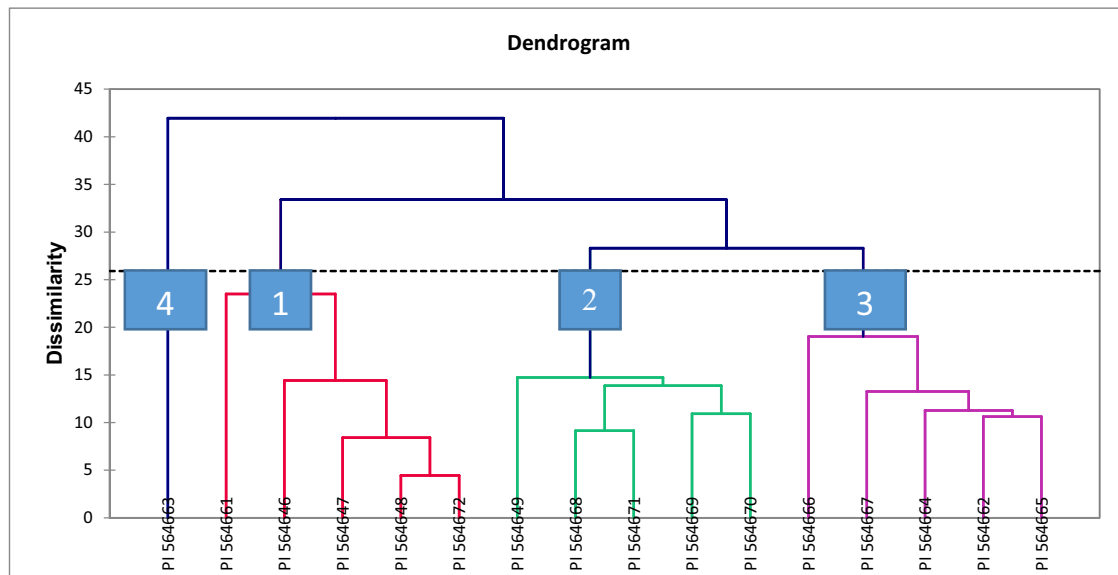 Dendrogram
45
40
35
30
25
20
15
10
5
0
Dissimilarity
4
1
2
3
PI 564663
PI 564661
PI 564646
PI 564647
PI 564648
PI 564672
PI 564649
PI 564668
PI 564671
PI 564669
PI 564670
PI 564666
PI 564667
PI 564664
PI 564662
PI 564665